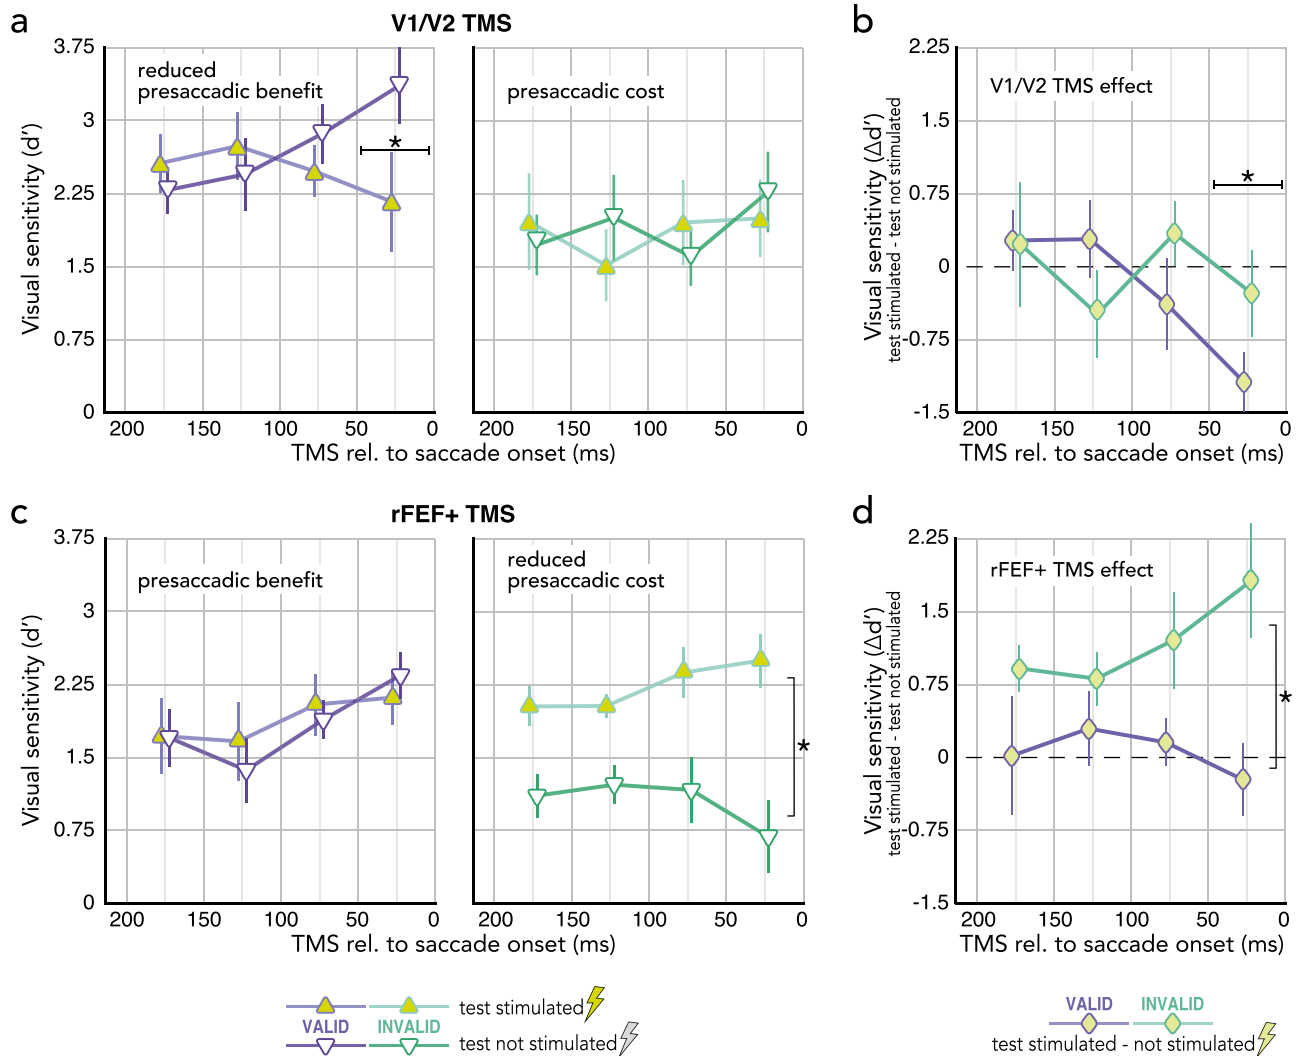 a
V1/V2 TMS
b
3.75
3
2.25
1.5
0.75
0
Visual sensitivity (d’)
reduced
presaccadic benefit
*
200 150 100 50 0
presaccadic cost
200 150 100 50 0
TMS rel. to saccade onset (ms)
2.25
1.5
0.75
0
-0.75
-1.5
Visual sensitivity (Δd’)
test stimulated - test not stimulated
V1/V2 TMS effect
*
200 150 100 50 0
TMS rel. to saccade onset (ms)
c
rFEF+ TMS
d
3.75
3
2.25
1.5
0.75
0
Visual sensitivity (d’)
presaccadic benefit
200 150 100 50 0
reduced
presaccadic cost
*
200 150 100 50 0
TMS rel. to saccade onset (ms)
2.25
1.5
0.75
0
-0.75
-1.5
Visual sensitivity (Δd’)
test stimulated - test not stimulated
rFEF+ TMS effect
*
200 150 100 50 0
TMS rel. to saccade onset (ms)
test stimulated
VALID INVALID
test not stimulated
VALID INVALID
test stimulated - not stimulated